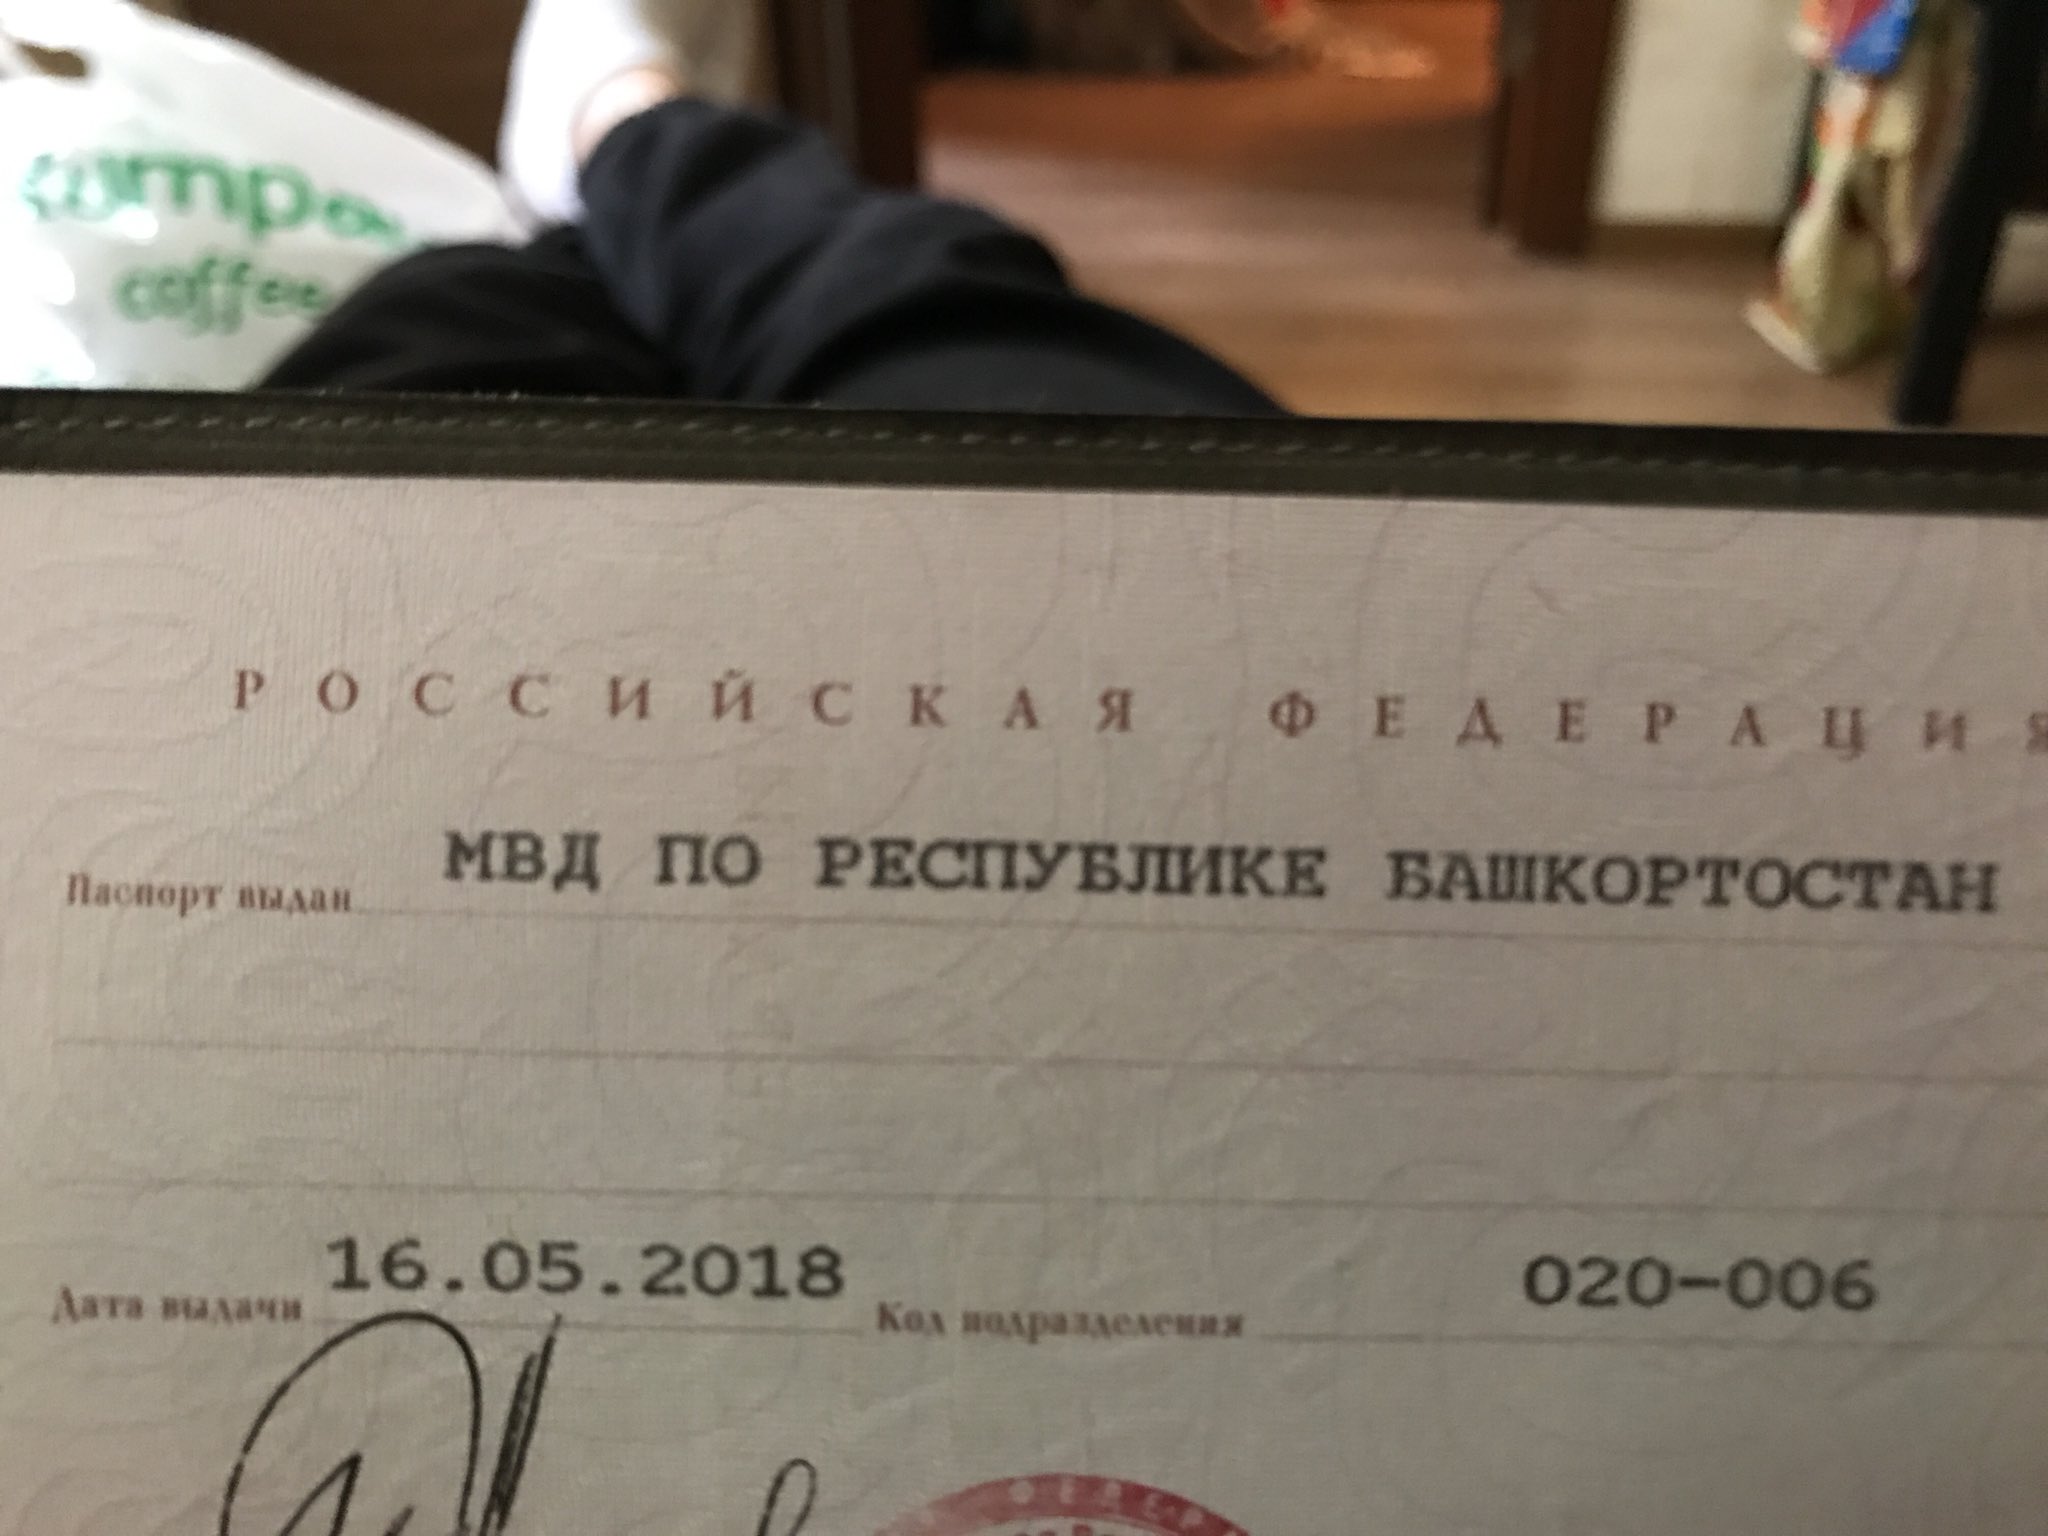 coffee
РОССИЙСКАЯ ФЕДЕРАЦИЯ
Паспорт выдан МВД ПО РЕСПУБЛИКЕ БАШКОРТОСТАН
Дата выдачи 16.05.2018 Код подразделения 020-006